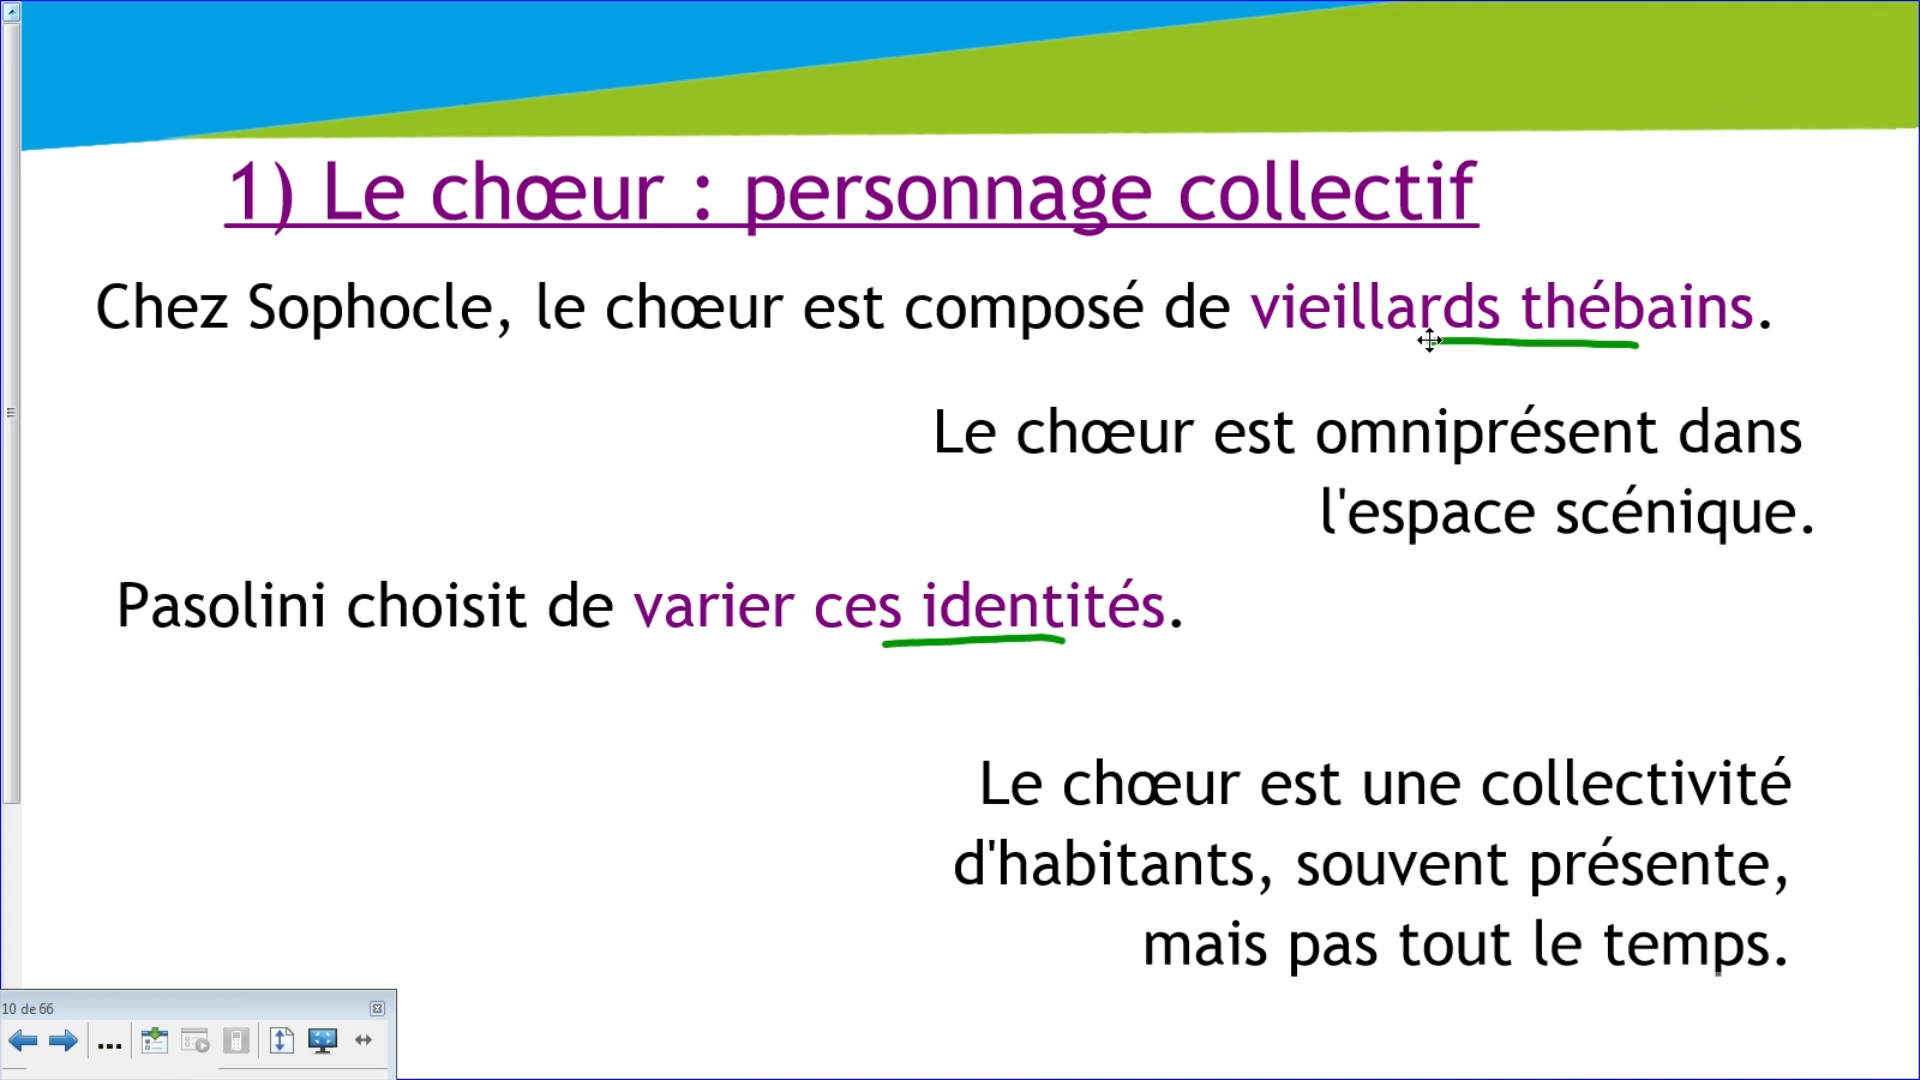 1) Le chœur : personnage collectif
Chez Sophocle, le chœur est composé de vieillards thébains.
Le chœur est omniprésent dans
l'espace scénique.
Pasolini choisit de varier ces identités.
Le chœur est une collectivité
d'habitants, souvent présente,
mais pas tout le temps.
10 de 66
...